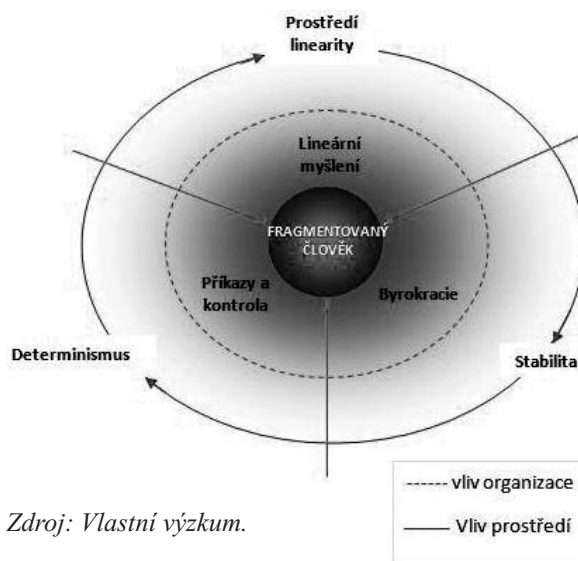 Prostředí
linearity
Lineární
myšlení
FRAGMENTOVANÝ
ČLOVĚK
Příkazy a
kontrola
Byrokracie
Determinismus
Stabilita
vliv organizace
Vliv prostředí
Zdroj: Vlastní výzkum.